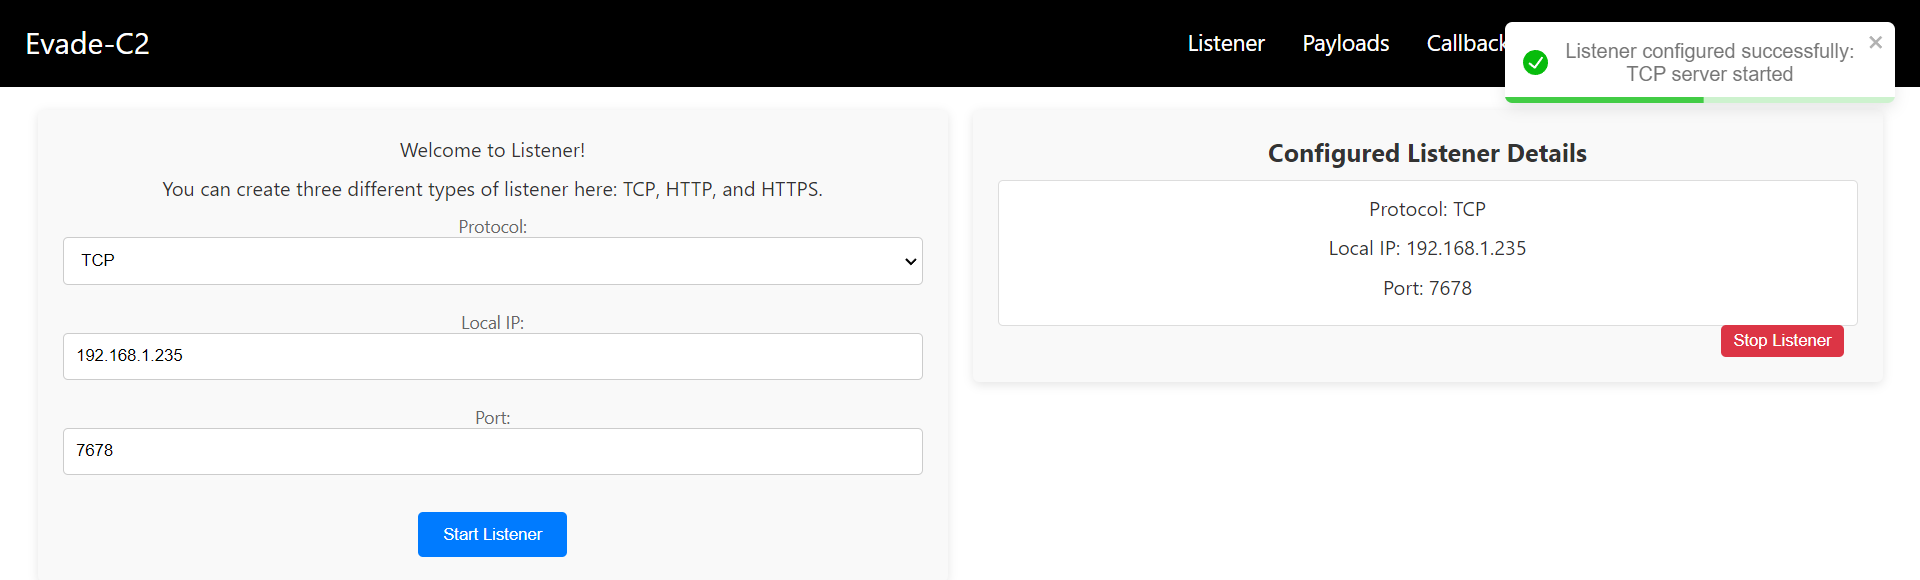 Evade-C2
Listener Payloads Callback
Listener configured successfully:
TCP server started
Welcome to Listener!
You can create three different types of listener here: TCP, HTTP, and HTTPS.
Protocol:
TCP
Local IP:
192.168.1.235
Port:
7678
Start Listener
Configured Listener Details
Protocol: TCP
Local IP: 192.168.1.235
Port: 7678
Stop Listener